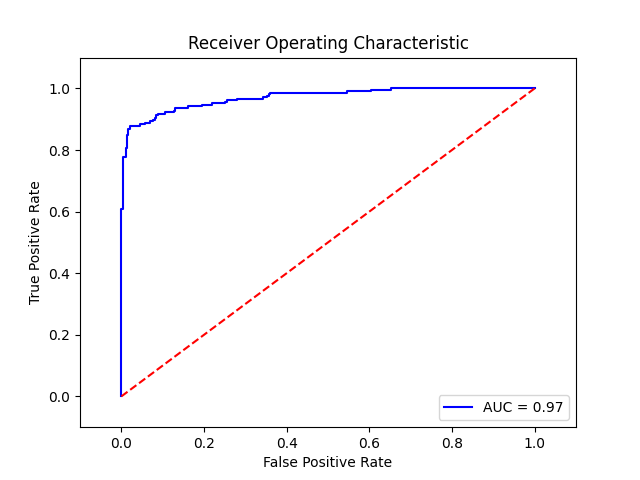 Receiver Operating Characteristic
True Positive Rate
1.0
0.8
0.6
0.4
0.2
0.0
AUC = 0.97
0.0 0.2 0.4 0.6 0.8 1.0
False Positive Rate